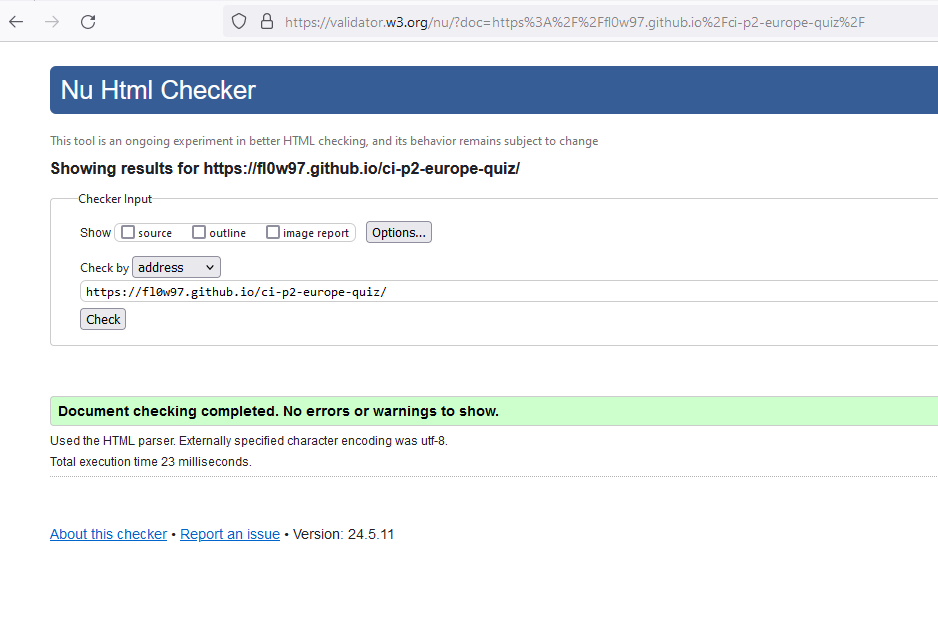 https://validator.w3.org/nu/?doc=https%3A%2F%2Ffl0w97.github.io%2Fci-p2-europe-quiz%2F
Nu Html Checker
This tool is an ongoing experiment in better HTML checking, and its behavior remains subject to change
Showing results for https://fl0w97.github.io/ci-p2-europe-quiz/
Checker Input
Show source outline image report Options...
Check by address
https://fl0w97.github.io/ci-p2-europe-quiz/
Check
Document checking completed. No errors or warnings to show.
Used the HTML parser. Externally specified character encoding was utf-8.
Total execution time 23 milliseconds.
About this checker • Report an issue • Version: 24.5.11